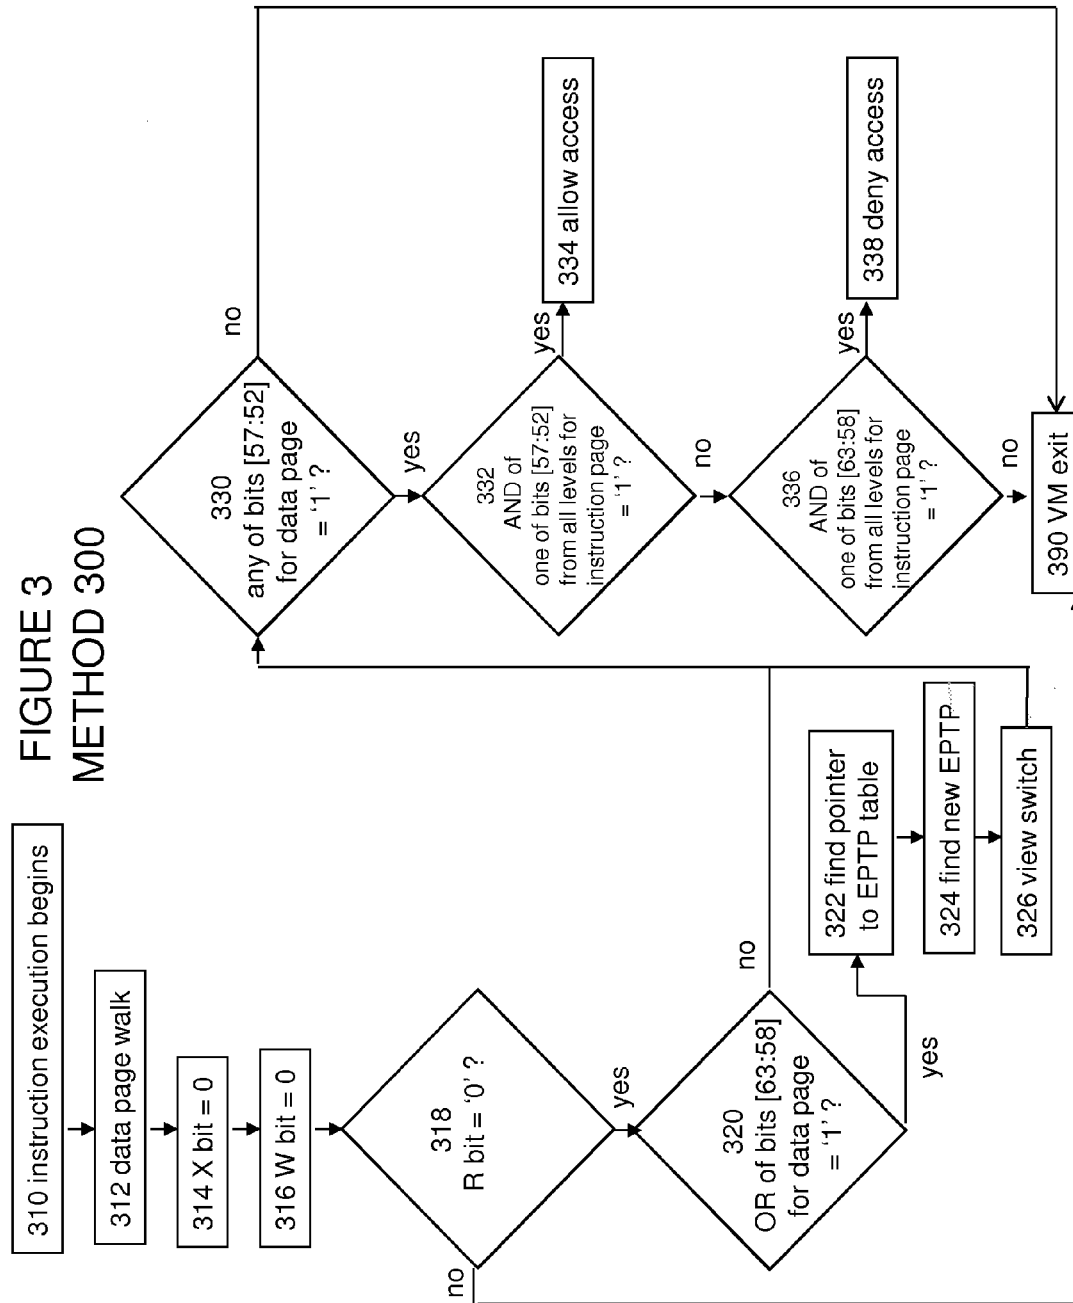 FIGURE 3
METHOD 300
310 instruction execution begins
312 data page walk
314 X bit = 0
316 W bit = 0
318
R bit = ‘0’ ?
no
yes
320
OR of bits [63:58]
for data page
= ‘1’ ?
no
yes
322 find pointer
to EPTP table
324 find new EPTP
326 view switch
330
any of bits [57:52]
for data page
= ‘1’ ?
no
yes
332
AND of
one of bits [57:52]
from all levels for
instruction page
= ‘1’ ?
yes
334 allow access
no
336
AND of
one of bits [63:58]
from all levels for
instruction page
= ‘1’ ?
yes
338 deny access
no
390 VM exit